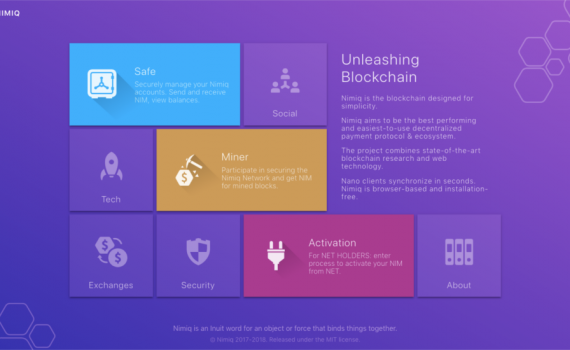 NIMIQ
Safe
Securely manage your Nimiq
accounts. Send and receive
NIM, view balances.
Social
Unleashing
Blockchain
Nimiq is the blockchain designed for
simplicity.
Nimiq aims to be the best performing
and easiest-to-use decentralized
payment protocol & ecosystem.
The project combines state-of-the-art
blockchain research and web
technology.
Nano clients synchronize in seconds.
Nimiq is browser-based and installation-
free.
Tech
Miner
Participate in securing the
Nimiq Network and get NIM
for mined blocks.
Exchanges
Security
Activation
For NET HOLDERS: enter
process to activate your NIM
from NET.
About
Nimiq is an Inuit word for an object or force that binds things together.
© Nimiq 2017-2018. Released under the MIT license.